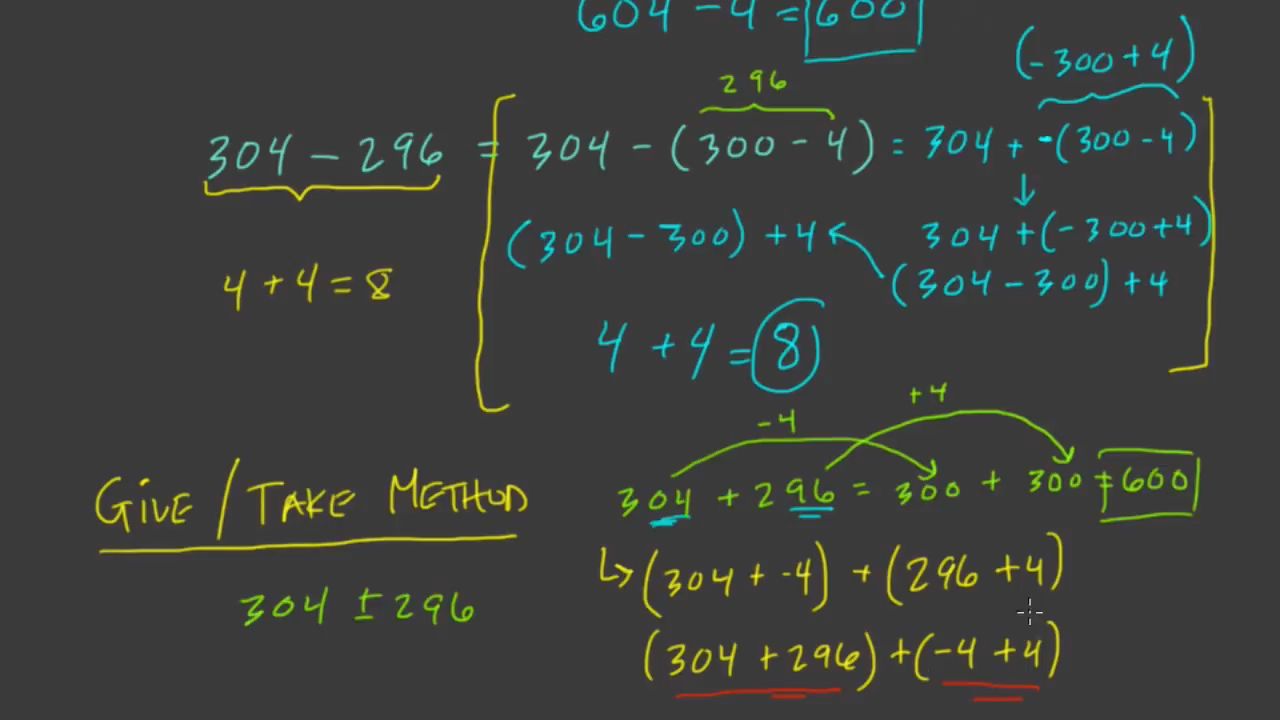 604 - 4 = 600
(-300 + 4)
296
304 - 296 = 304 - (300 - 4) = 304 + -(300 - 4)
(304 - 300) + 4
304 + (-300 + 4)
(304 - 300) + 4
4 + 4 = 8
4 + 4 = 8
-4
+4
304 + 296 = 300 + 300 = 600
GIVE / TAKE METHOD
(304 + -4) + (296 + 4)
304 ± 296
(304 + 296) + (-4 + 4)